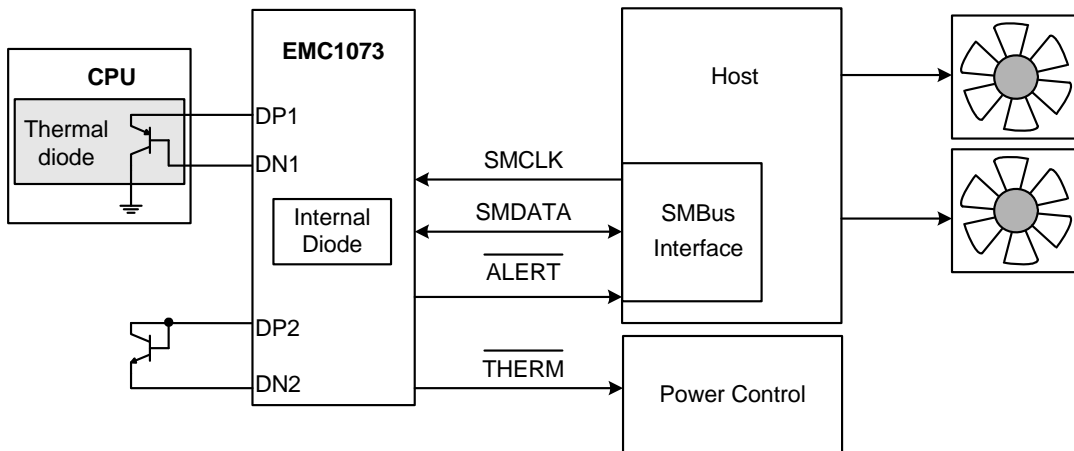 CPU
Thermal
diode
EMC1073
DP1
DN1
Internal
Diode
DP2
DN2
SMCLK
SMDATA
ALERT
THERM
Host
SMBus
Interface
Power Control